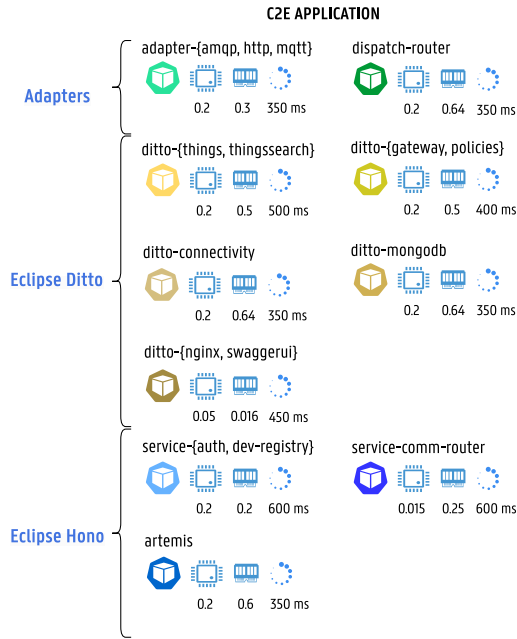 C2E APPLICATION
adapter-{amqp, http, mqtt}
0.2 0.3 350 ms
dispatch-router
0.2 0.64 350 ms
Adapters
ditto-{things, thingssearch}
0.2 0.5 500 ms
ditto-{gateway, policies}
0.2 0.5 400 ms
ditto-connectivity
0.2 0.64 350 ms
ditto-mongodb
0.2 0.64 350 ms
Eclipse Ditto
ditto-{nginx, swaggerui}
0.05 0.016 450 ms
service-{auth, dev-registry}
0.2 0.2 600 ms
service-comm-router
0.015 0.25 600 ms
Eclipse Hono
artemis
0.2 0.6 350 ms